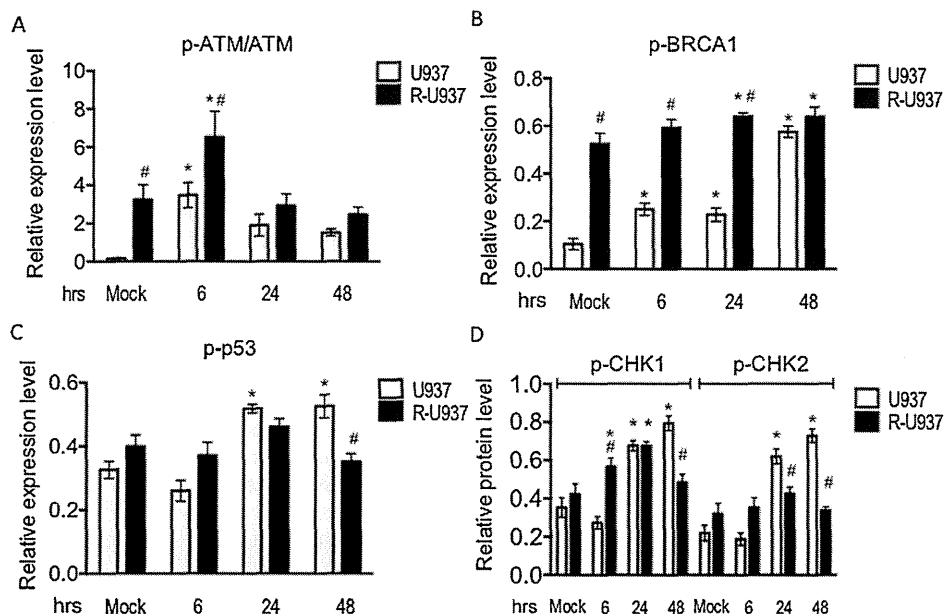 A
p-ATM/ATM
Relative expression level
10
8
6
4
2
0
* #
#
*
U937
R-U937
hrs Mock 6 24 48
B
p-BRCA1
Relative expression level
0.8
0.6
0.4
0.2
0.0
# # * # * *
* *
U937
R-U937
hrs Mock 6 24 48
C
p-p53
Relative expression level
0.6
0.4
0.2
0.0
* *
#
U937
R-U937
hrs Mock 6 24 48
D
p-CHK1 p-CHK2
Relative protein level
1.0
0.8
0.6
0.4
0.2
0.0
* # * * * # * # * #
U937
R-U937
hrs Mock 6 24 48 Mock 6 24 48